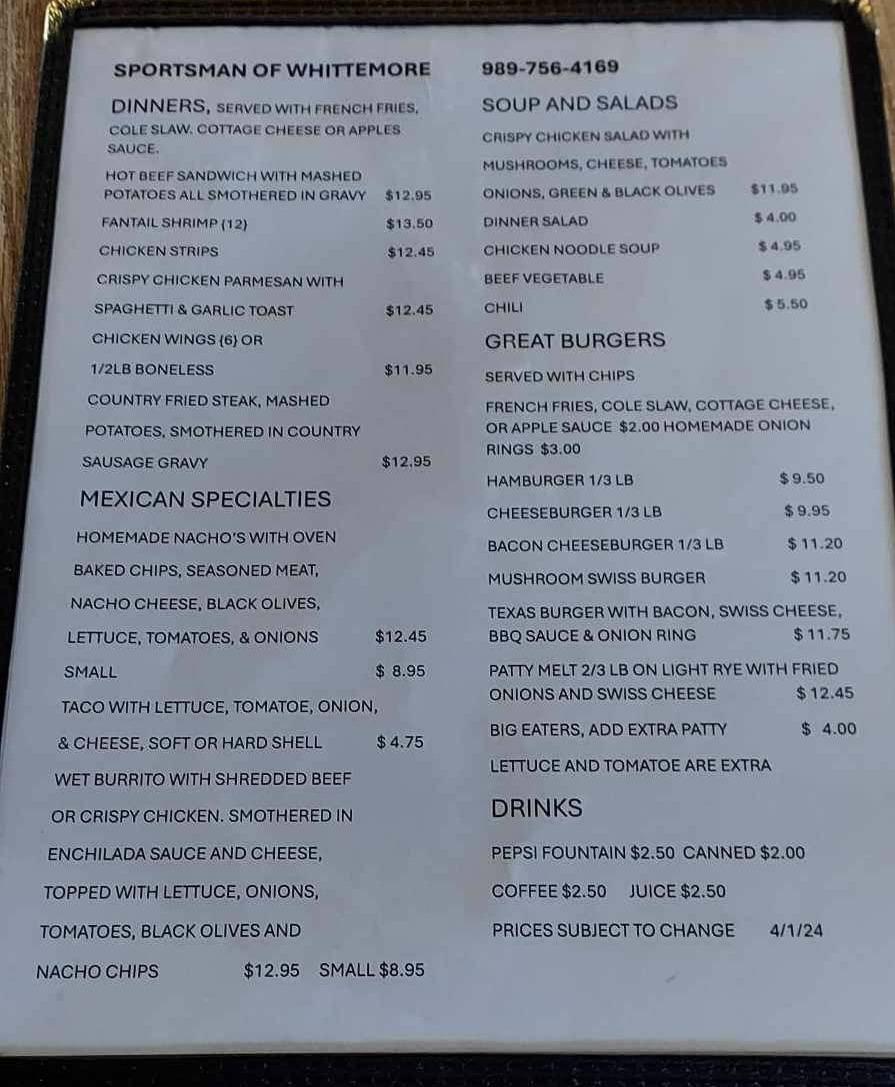 SPORTSMAN OF WHITTEMORE 989-756-4169
DINNERS, SERVED WITH FRENCH FRIES,
COLE SLAW. COTTAGE CHEESE OR APPLES
SAUCE.
HOT BEEF SANDWICH WITH MASHED
POTATOES ALL SMOTHERED IN GRAVY $12.95
FANTAIL SHRIMP (12) $13.50
CHICKEN STRIPS $12.45
CRISPY CHICKEN PARMESAN WITH
SPAGHETTI & GARLIC TOAST $12.45
CHICKEN WINGS (6) OR
1/2LB BONELESS $11.95
COUNTRY FRIED STEAK, MASHED
POTATOES, SMOTHERED IN COUNTRY
SAUSAGE GRAVY $12.95
MEXICAN SPECIALTIES
HOMEMADE NACHO'S WITH OVEN
BAKED CHIPS, SEASONED MEAT,
NACHO CHEESE, BLACK OLIVES,
LETTUCE, TOMATOES, & ONIONS $12.45
SMALL $ 8.95
TACO WITH LETTUCE, TOMATOE, ONION,
& CHEESE, SOFT OR HARD SHELL $ 4.75
WET BURRITO WITH SHREDDED BEEF
OR CRISPY CHICKEN. SMOTHERED IN
ENCHILADA SAUCE AND CHEESE,
TOPPED WITH LETTUCE, ONIONS,
TOMATOES, BLACK OLIVES AND
NACHO CHIPS $12.95 SMALL $8.95
SOUP AND SALADS
CRISPY CHICKEN SALAD WITH
MUSHROOMS, CHEESE, TOMATOES
ONIONS, GREEN & BLACK OLIVES $11.95
DINNER SALAD $ 4.00
CHICKEN NOODLE SOUP $ 4.95
BEEF VEGETABLE $ 4.95
CHILI $ 5.50
GREAT BURGERS
SERVED WITH CHIPS
FRENCH FRIES, COLE SLAW, COTTAGE CHEESE,
OR APPLE SAUCE $2.00 HOMEMADE ONION
RINGS $3.00
HAMBURGER 1/3 LB $ 9.50
CHEESEBURGER 1/3 LB $ 9.95
BACON CHEESEBURGER 1/3 LB $ 11.20
MUSHROOM SWISS BURGER $ 11.20
TEXAS BURGER WITH BACON, SWISS CHEESE,
BBQ SAUCE & ONION RING $ 11.75
PATTY MELT 2/3 LB ON LIGHT RYE WITH FRIED
ONIONS AND SWISS CHEESE $ 12.45
BIG EATERS, ADD EXTRA PATTY $ 4.00
LETTUCE AND TOMATOE ARE EXTRA
DRINKS
PEPSI FOUNTAIN $2.50 CANNED $2.00
COFFEE $2.50 JUICE $2.50
PRICES SUBJECT TO CHANGE 4/1/24